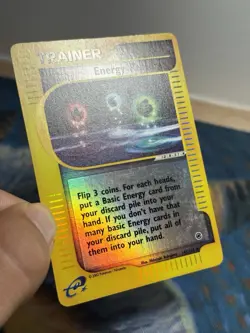 TRAINER
Energy
Flip 3 coins. For each heads,
put a Basic Energy card from
your discard pile into your
hand. If you don't have that
many basic Energy cards in
your discard pile, put all of
them into your hand.